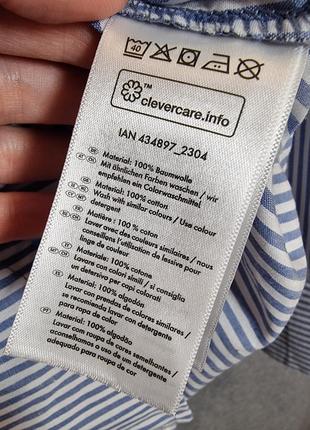 40
clevercare.info
IAN 434897_2304
Material: 100% Baumwolle
Mit ähnlichen Farben waschen / wir
empfehlen ein Colorwaschmittel
Material: 100% cotton
Wash with similar colours / Use colour
detergent
Matière : 100 % coton
Laver avec des couleurs similaires / nous
conseillons l'utilisation de lessive pour
linge de couleur
Materiale: 100% cotone
Lavare con colori simili / si consiglia
un detersivo per capi colorati
Material: 100% algodón
Lavar con prendas de colores similares /
se recomienda lavar con detergente
para ropa de color
Material: 100% algodão
Lavar com roupa de cores semelhantes /
aconselhamos o uso de um detergente
adequado para roupa de cor